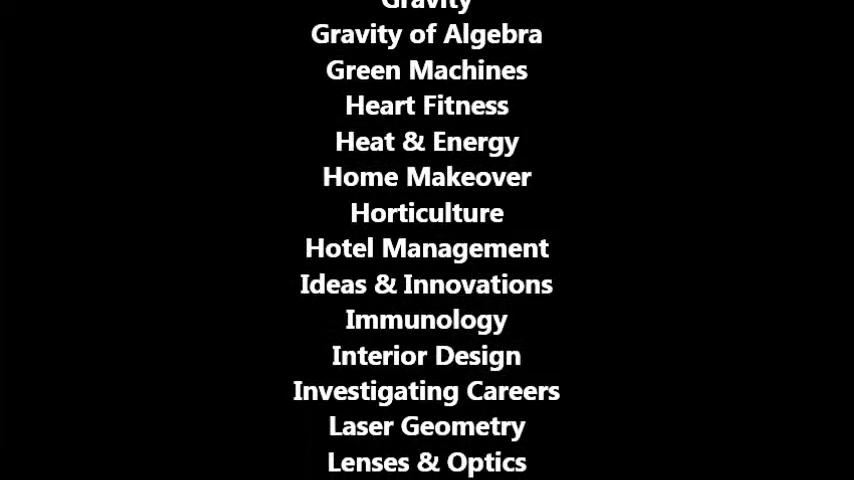 Gravity
Gravity of Algebra
Green Machines
Heart Fitness
Heat & Energy
Home Makeover
Horticulture
Hotel Management
Ideas & Innovations
Immunology
Interior Design
Investigating Careers
Laser Geometry
Lenses & Optics